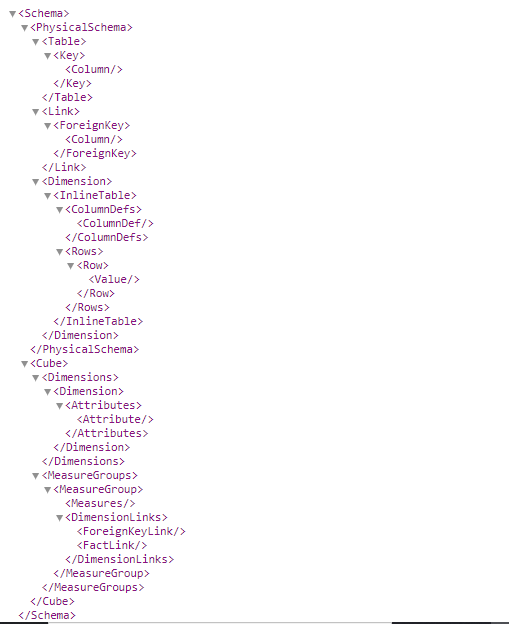 <Schema>
<PhysicalSchema>
<Table>
<Key>
<Column/>
</Key>
</Table>
<Link>
<ForeignKey>
<Column/>
</ForeignKey>
</Link>
<Dimension>
<InlineTable>
<ColumnDefs>
<ColumnDef/>
</ColumnDefs>
<Rows>
<Row>
<Value/>
</Row>
</Rows>
</InlineTable>
</Dimension>
</PhysicalSchema>
<Cube>
<Dimensions>
<Dimension>
<Attributes>
<Attribute/>
</Attributes>
</Dimension>
</Dimensions>
<MeasureGroups>
<MeasureGroup>
<Measures/>
<DimensionLinks>
<ForeignKeyLink/>
<FactLink/>
</DimensionLinks>
</MeasureGroup>
</MeasureGroups>
</Cube>
</Schema>